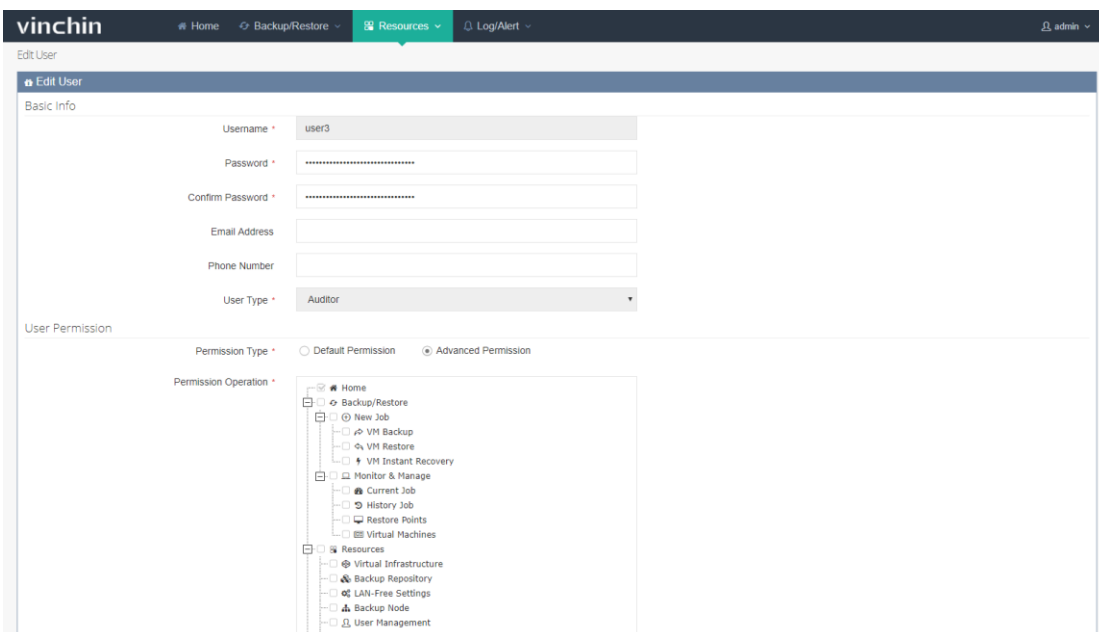 vinchin Home Backup/Restore Resources Log/Alert admin
Edit User
Edit User
Basic Info
Username * user3
Password * ••••••••••••••••••••••••••••••••
Confirm Password * ••••••••••••••••••••••••••••••••
Email Address
Phone Number
User Type * Auditor
User Permission
Permission Type * Default Permission Advanced Permission
Permission Operation *
Home
Backup/Restore
New Job
VM Backup
VM Restore
VM Instant Recovery
Monitor & Manage
Current Job
History Job
Restore Points
Virtual Machines
Resources
Virtual Infrastructure
Backup Repository
LAN-Free Settings
Backup Node
User Management